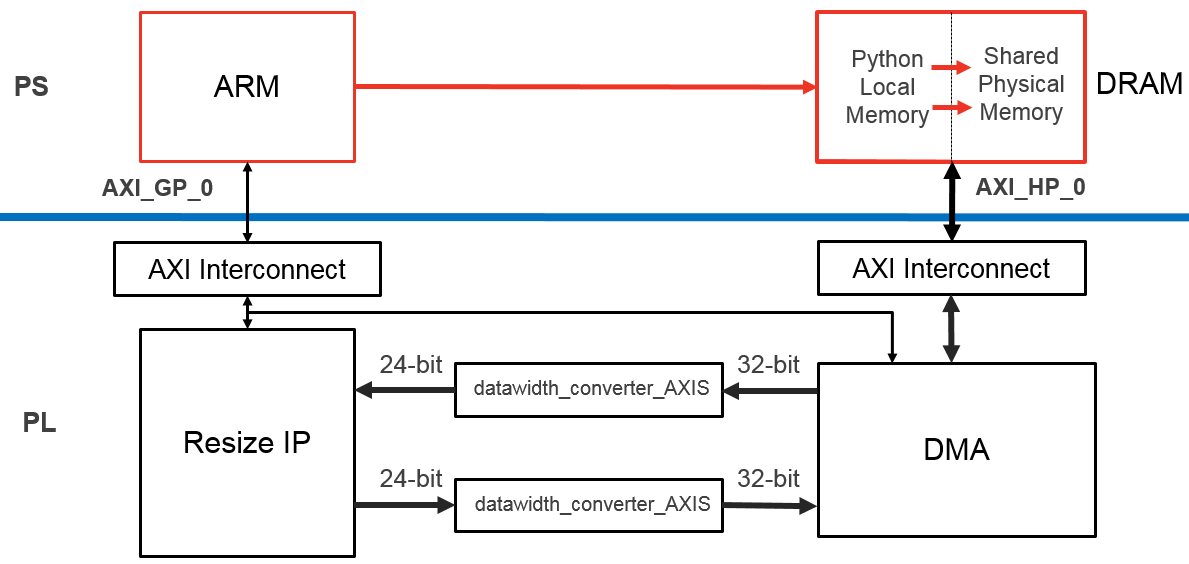 PS
ARM
Python
Local
Memory
Shared
Physical
Memory
DRAM
AXI_GP_0
AXI_HP_0
AXI Interconnect
AXI Interconnect
PL
Resize IP
24-bit
datawidth_converter_AXIS
32-bit
24-bit
datawidth_converter_AXIS
32-bit
DMA